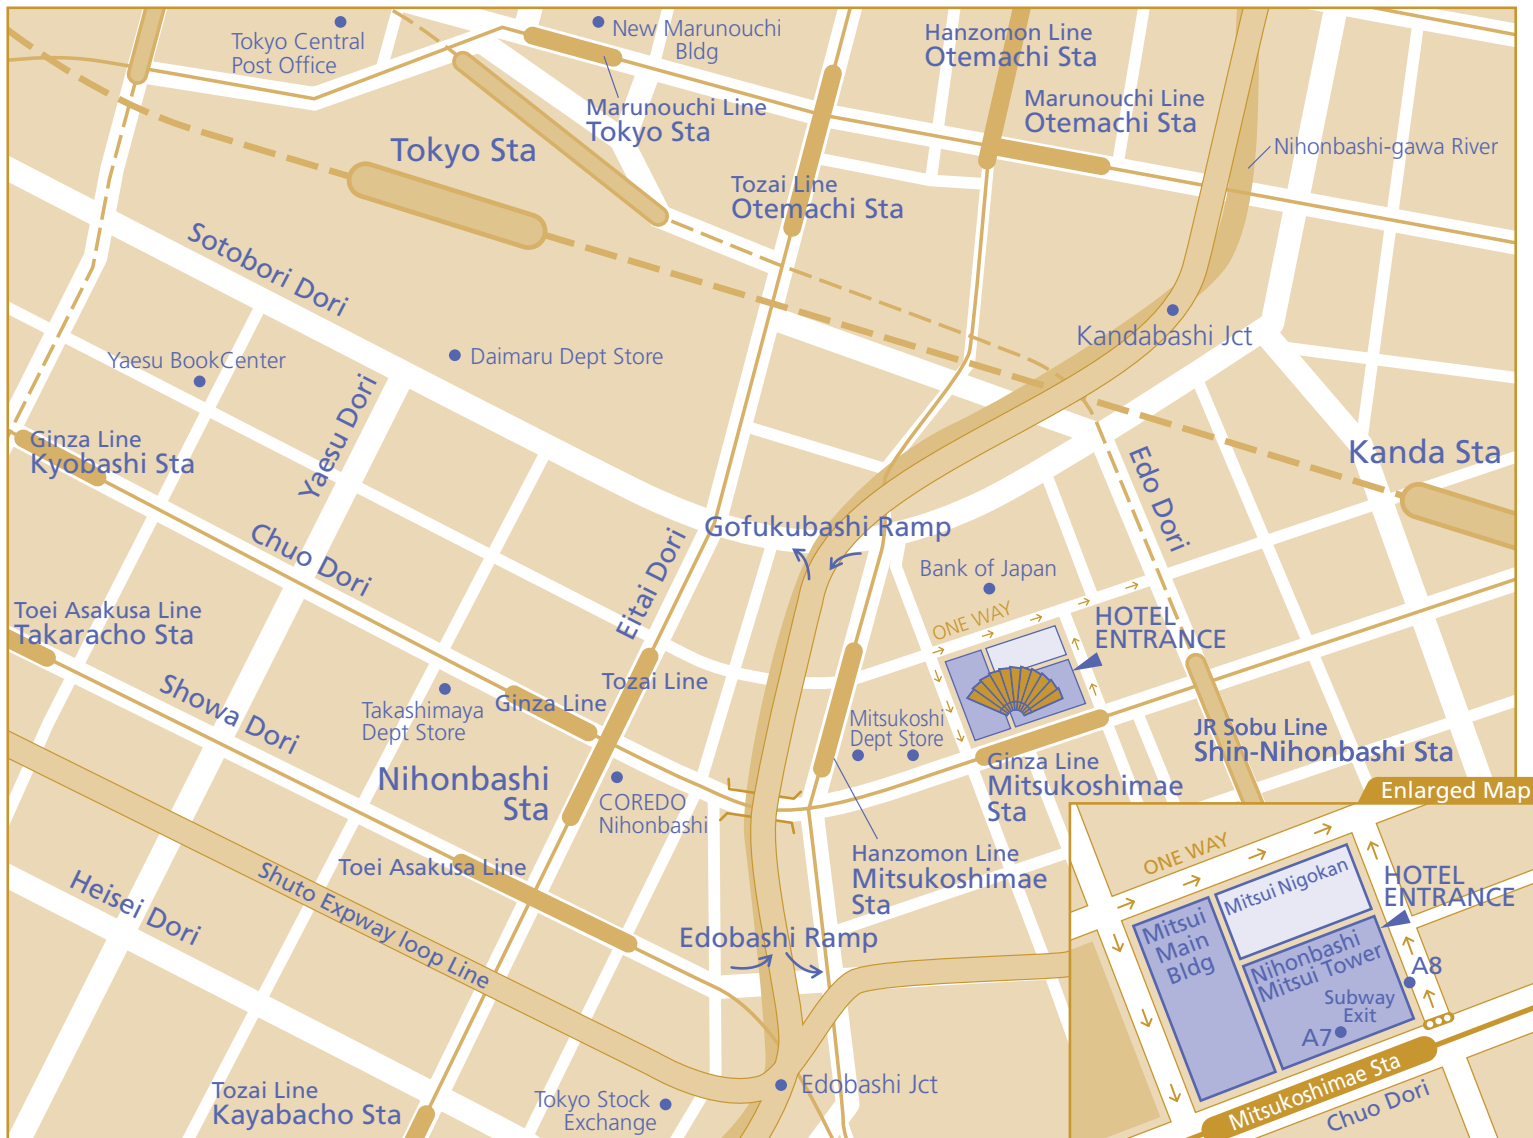 Tokyo Central
Post Office
New Marunouchi
Bldg
Hanzomon Line
Otemachi Sta
Marunouchi Line
Tokyo Sta
Marunouchi Line
Otemachi Sta
Tokyo Sta
Nihonbashi-gawa River
Tozai Line
Otemachi Sta
Sotobori Dori
Kandabashi Jct
Yaesu BookCenter
Daimaru Dept Store
Yaesu Dori
Ginza Line
Kyobashi Sta
Kanda Sta
Edo Dori
Chuo Dori
Gofukubashi Ramp
Eitai Dori
Bank of Japan
Toei Asakusa Line
Takaracho Sta
ONE WAY
HOTEL
ENTRANCE
Showa Dori
Takashimaya
Dept Store
Ginza Line
Tozai Line
Mitsukoshi
Dept Store
JR Sobu Line
Shin-Nihonbashi Sta
Nihonbashi
Sta
COREDO
Nihonbashi
Ginza Line
Mitsukoshimae
Sta
Hanzomon Line
Mitsukoshimae
Sta
Toei Asakusa Line
Heisei Dori
Shuto Expway loop Line
Edobashi Ramp
Tozai Line
Kayabacho Sta
Tokyo Stock
Exchange
Edobashi Jct
Enlarged Map
ONE WAY
Mitsui Nigokan
HOTEL
ENTRANCE
Mitsui
Main
Bldg
Nihonbashi
Mitsui Tower
A8
Subway
Exit
A7
Mitsukoshimae Sta
Chuo Dori